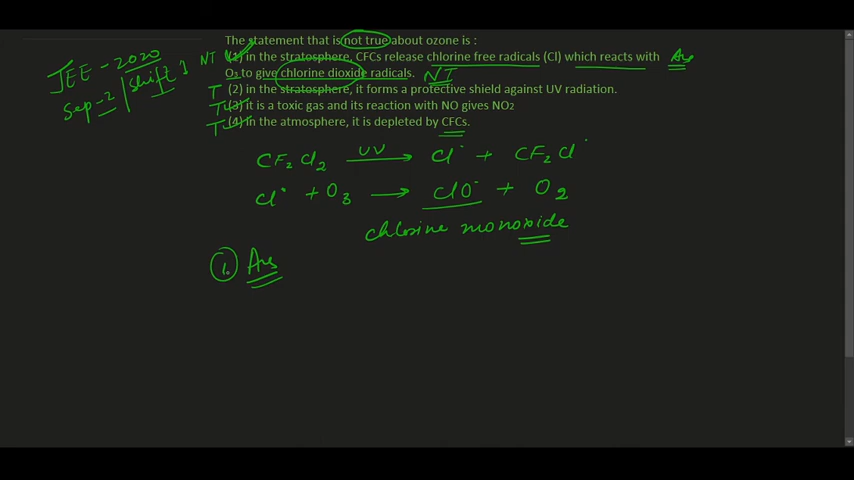 The statement that is not true about ozone is :
JEE - 2020
Sep - 2 / Shift 1
NT (1) in the stratosphere, CFCs release chlorine free radicals (Cl) which reacts with Ans
O₃ to give chlorine dioxide radicals. NT
T (2) in the stratosphere, it forms a protective shield against UV radiation.
T (3) it is a toxic gas and its reaction with NO gives NO2
T (4) in the atmosphere, it is depleted by CFCs.
CF₂Cl₂ UV → Cl˙ + CF₂Cl˙
Cl˙ + O₃ → ClO˙ + O₂
chlorine monoxide
1. Ans